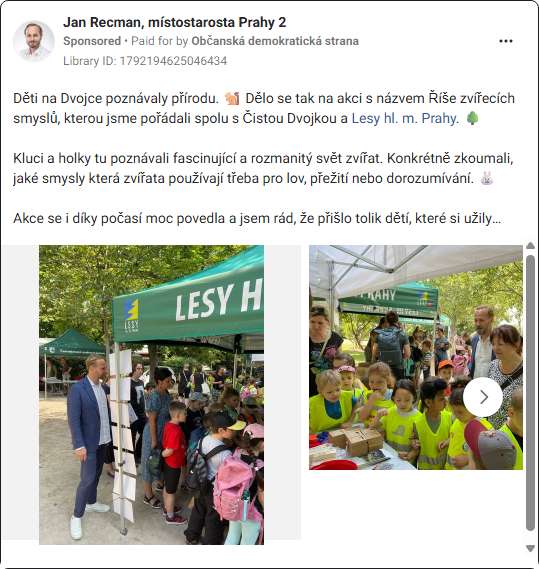 Jan Recman, místostarosta Prahy 2
Sponsored • Paid for by Občanská demokratická strana
Library ID: 1792194625046434
Děti na Dvojce poznávaly přírodu. 🐿️ Dělo se tak na akci s názvem Říše zvířecích
smyslů, kterou jsme pořádali spolu s Čistou Dvojkou a Lesy hl. m. Prahy. 🌳
Kluci a holky tu poznávali fascinující a rozmanitý svět zvířat. Konkrétně zkoumali,
jaké smysly která zvířata používají třeba pro lov, přežití nebo dorozumívání. 🐰
Akce se i díky počasí moc povedla a jsem rád, že přišlo tolik dětí, které si užily…
LESY H
LESY
PRAHY